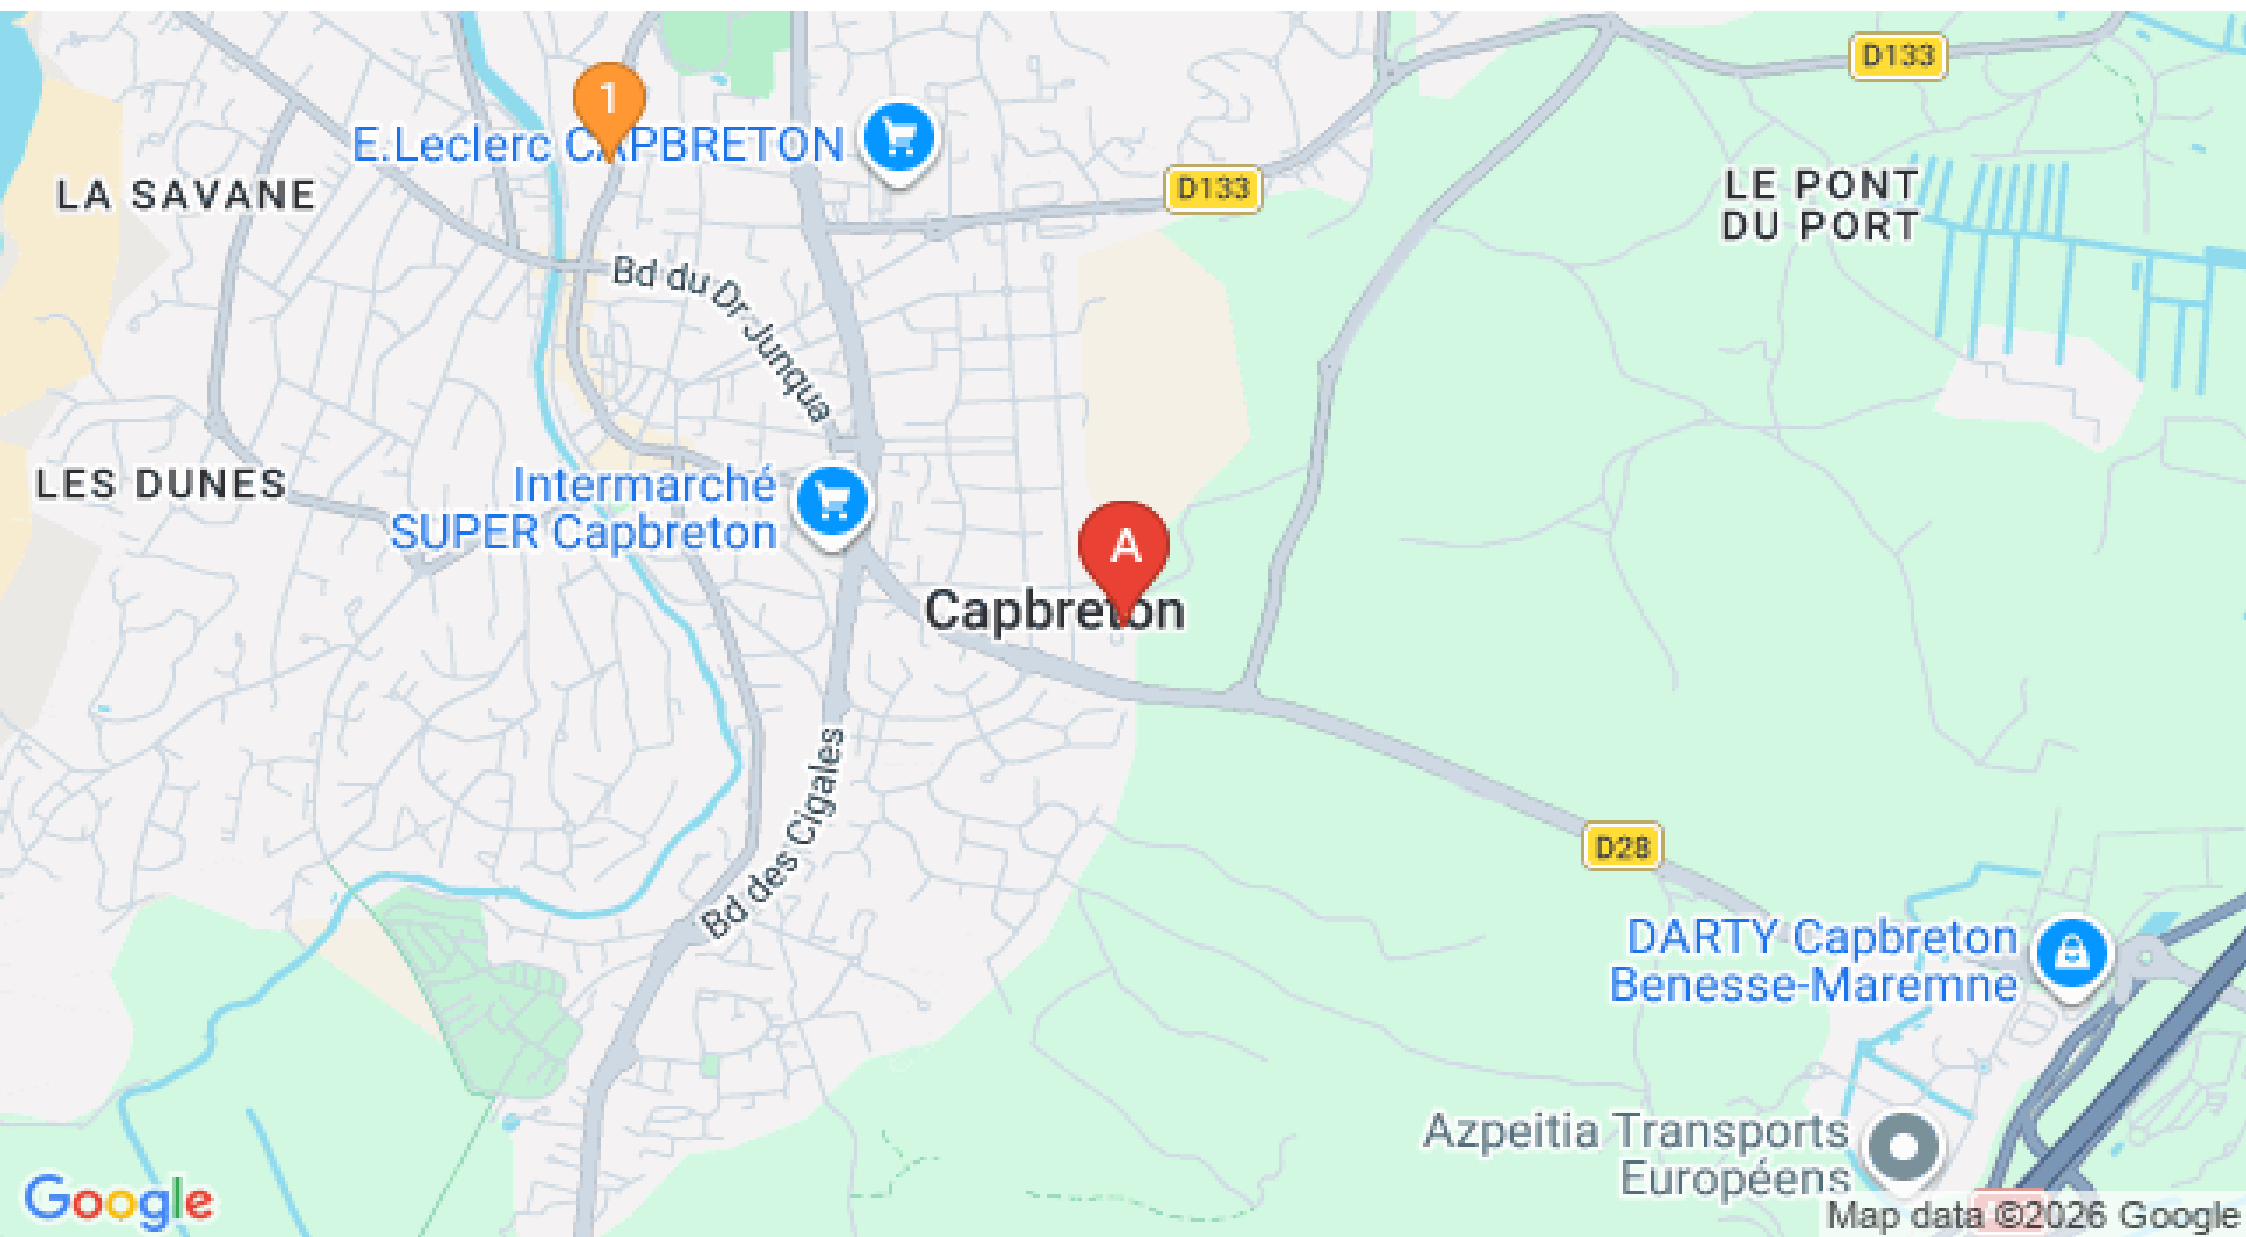 D133
1
E.Leclerc CAPBRETON
D133
LA SAVANE
LE PONT
DU PORT
Bd du Dr Junqua
LES DUNES
Intermarché
SUPER Capbreton
A
Capbreton
Bd des Cigales
D28
DARTY Capbreton
Benesse-Maremne
Azpeitia Transports
Européens
Google
Map data ©2026 Google